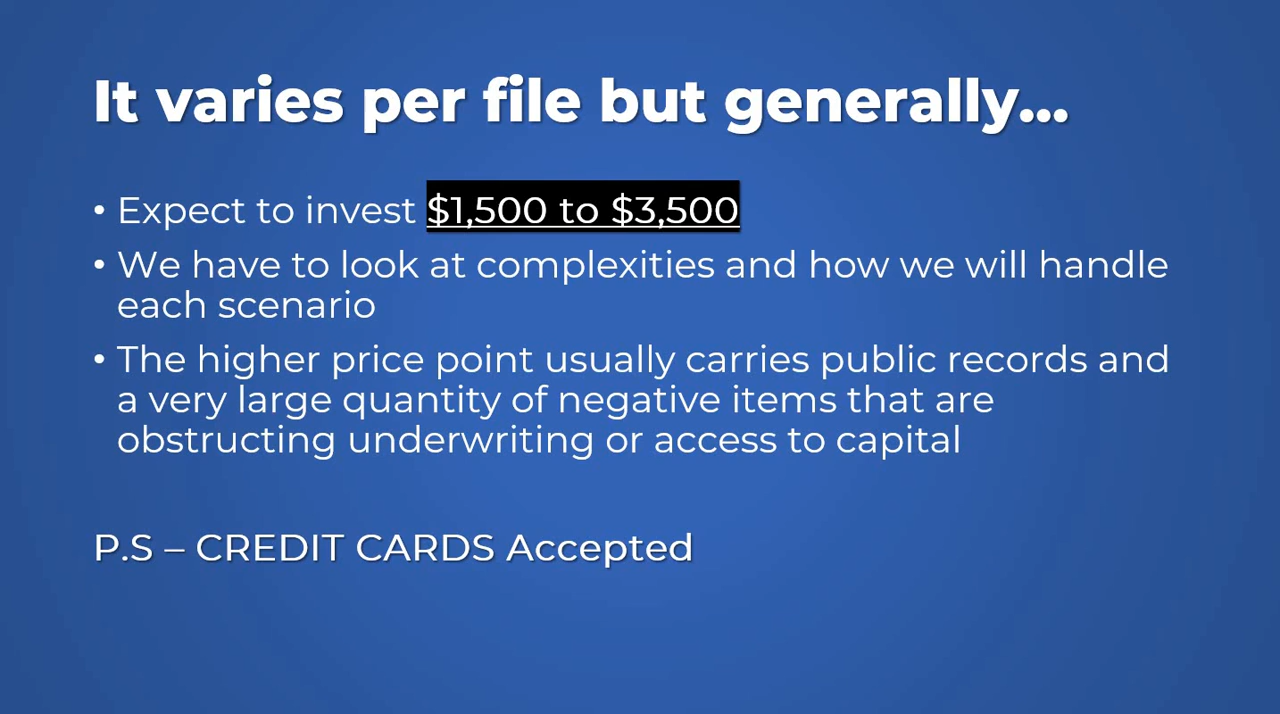 It varies per file but generally...
• Expect to invest $1,500 to $3,500
• We have to look at complexities and how we will handle
each scenario
• The higher price point usually carries public records and
a very large quantity of negative items that are
obstructing underwriting or access to capital
P.S – CREDIT CARDS Accepted